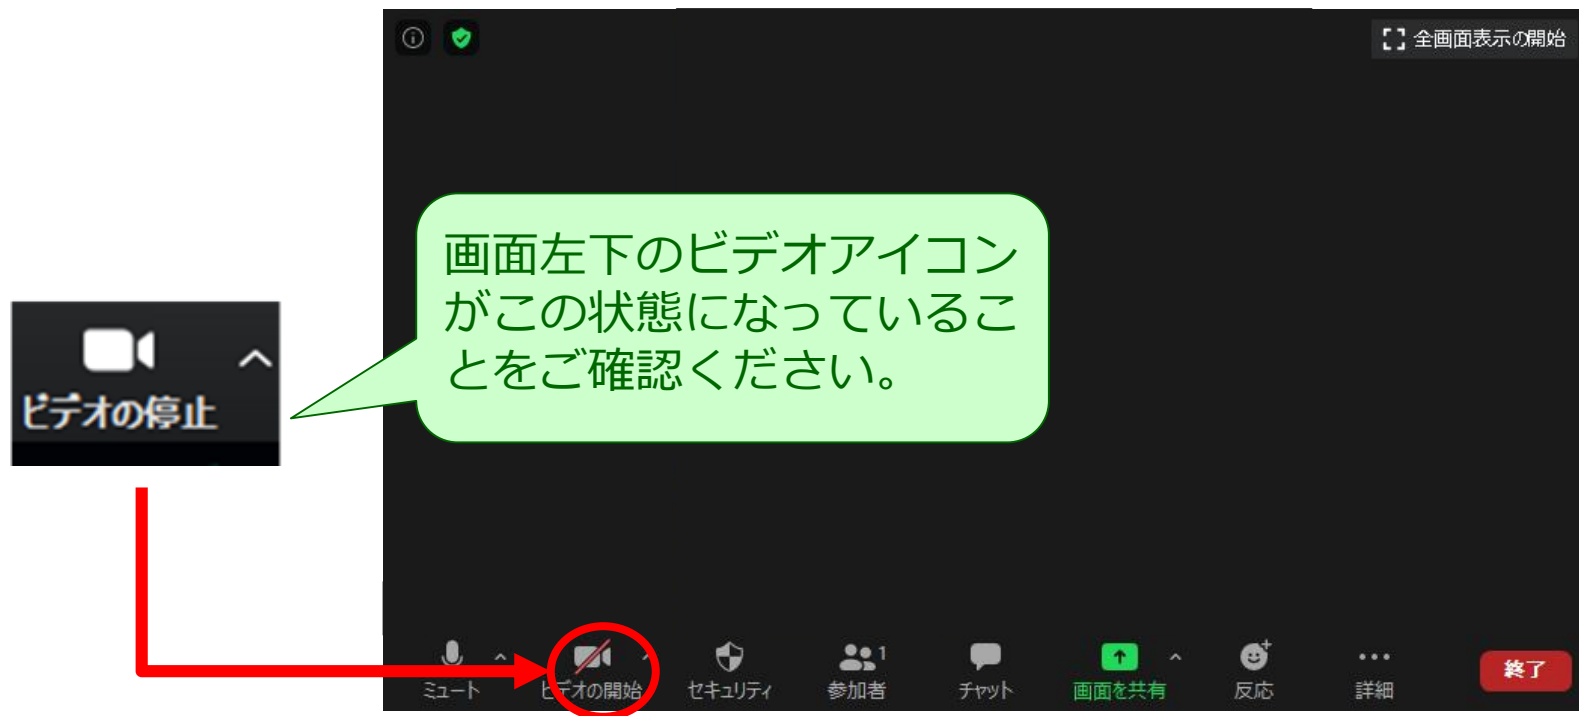 全画面表示の開始
画面左下のビデオアイコン
がこの状態になっているこ
とをご確認ください。
ビデオの停止
ミュート
ビデオの開始
セキュリティ
参加者
1
チャット
画面を共有
反応
詳細
終了